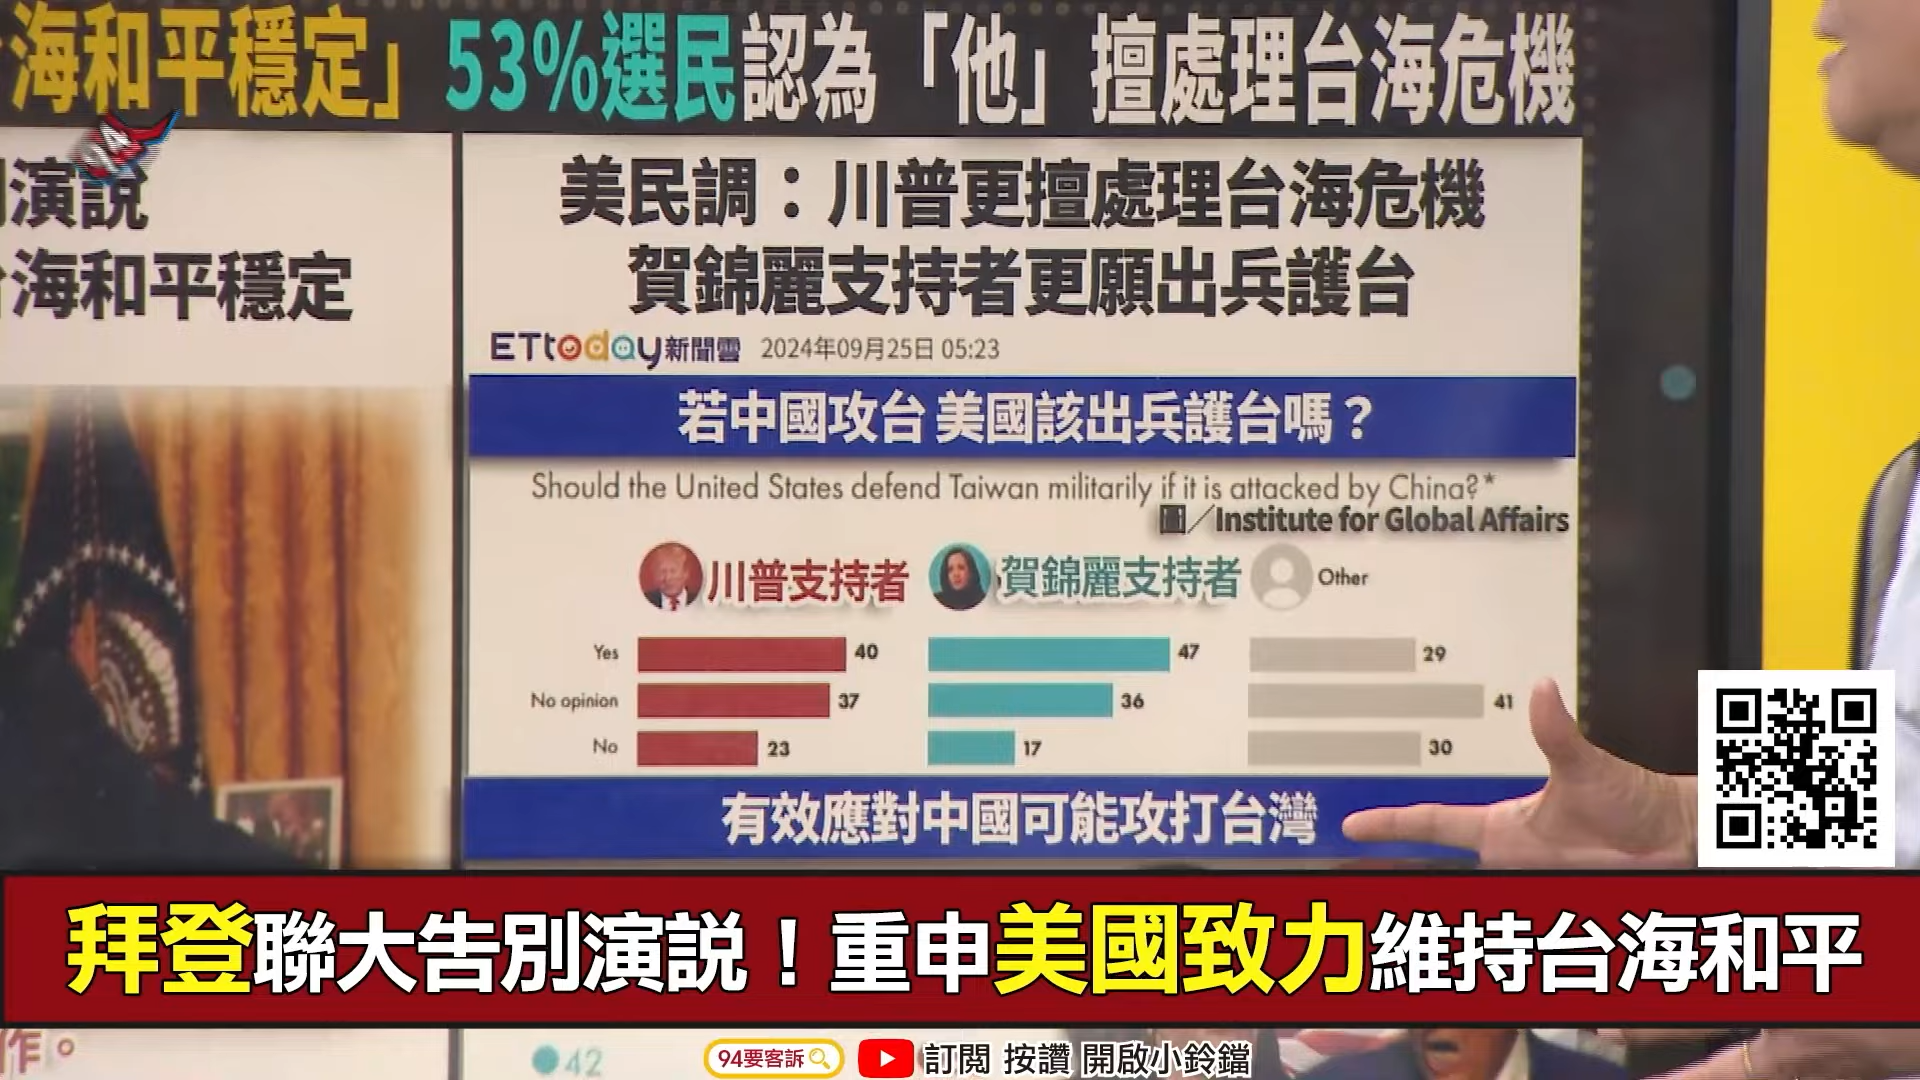 海和平穩定」 53%選民認為「他」擅處理台海危機
94
演說
海和平穩定
美民調：川普更擅處理台海危機
賀錦麗支持者更願出兵護台
ETtoday新聞雲 2024年09月25日 05:23
若中國攻台 美國該出兵護台嗎？
Should the United States defend Taiwan militarily if it is attacked by China?*
圖／Institute for Global Affairs
川普支持者 賀錦麗支持者 Other
Yes 40 47 29
No opinion 37 36 41
No 23 17 30
有效應對中國可能攻打台灣
拜登聯大告別演説！重申美國致力維持台海和平
作。
42
94要客訴 訂閱 按讚 開啟小鈴鐺